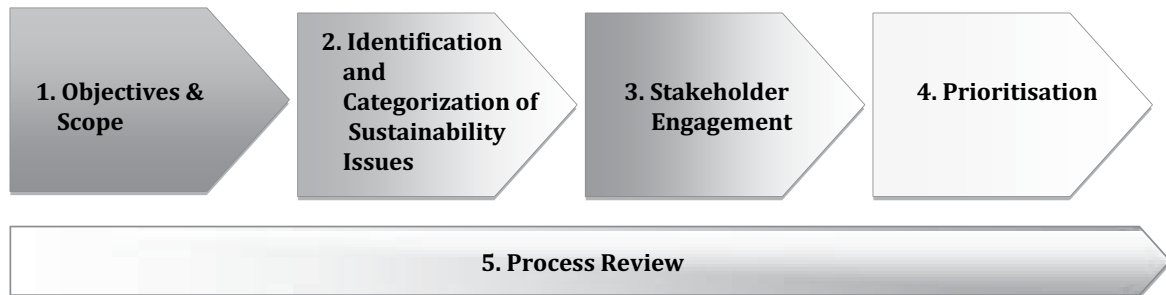 1. Objectives &
Scope
2. Identification
and
Categorization of
Sustainability
Issues
3. Stakeholder
Engagement
4. Prioritisation
5. Process Review